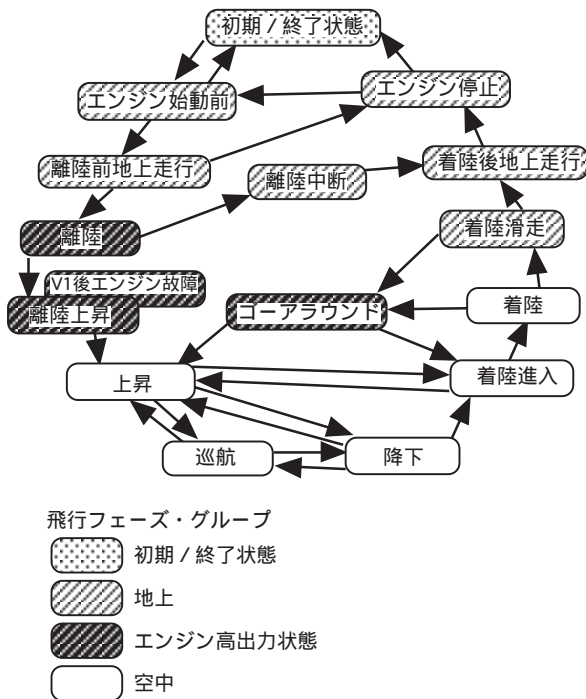 初期 / 終了状態
エンジン始動前
エンジン停止
離陸前地上走行
離陸中断
着陸後地上走行
離陸
着陸滑走
V1後エンジン故障
離陸上昇
ゴーアラウンド
着陸
上昇
着陸進入
巡航
降下
飛行フェーズ・グループ
初期 / 終了状態
地上
エンジン高出力状態
空中